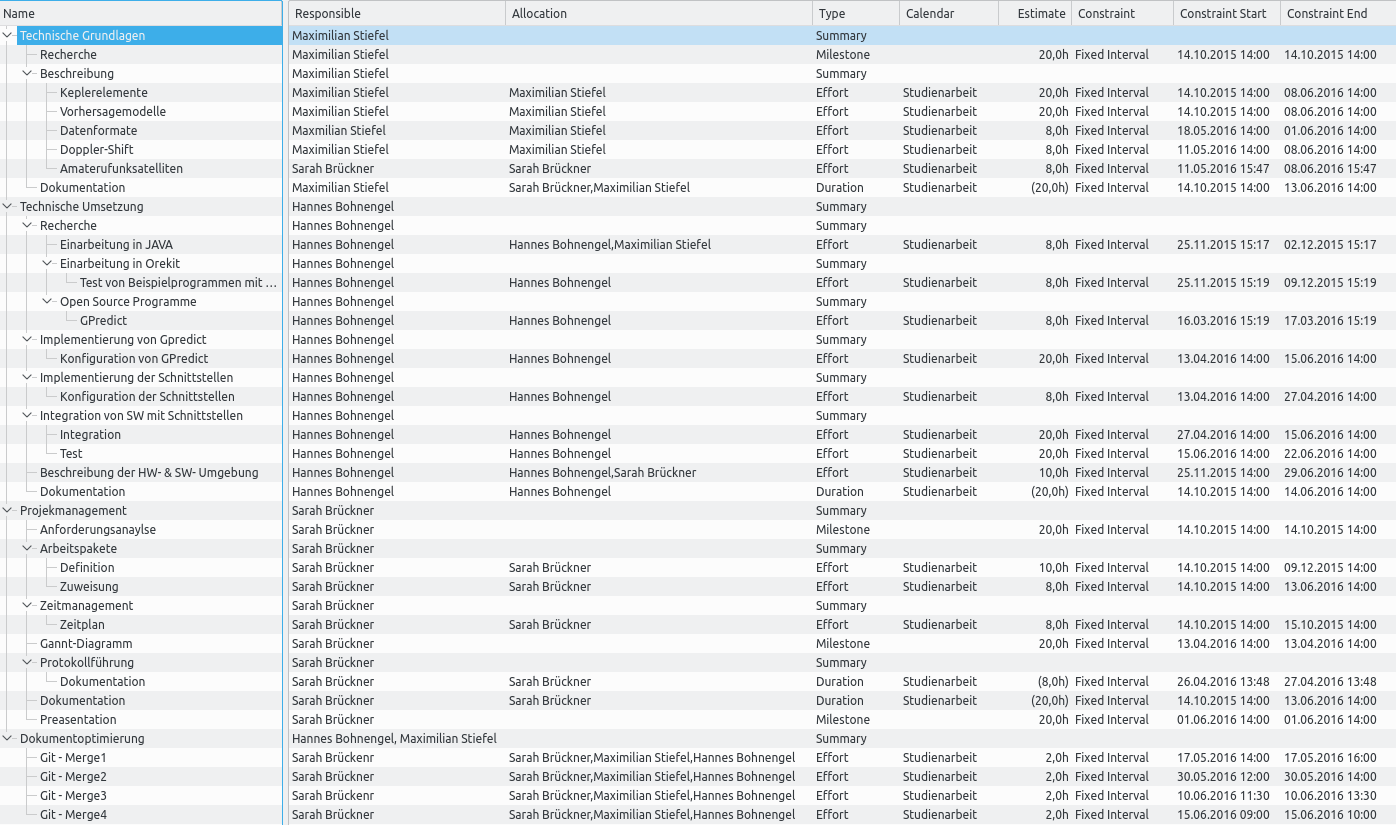 Name Responsible Allocation Type Calendar Estimate Constraint Constraint Start Constraint End
Technische Grundlagen Maximilian Stiefel Summary
Recherche Maximilian Stiefel Milestone 20,0h Fixed Interval 14.10.2015 14:00 14.10.2015 14:00
Beschreibung Maximilian Stiefel Summary
Keplerelemente Maximilian Stiefel Maximilian Stiefel Effort Studienarbeit 20,0h Fixed Interval 14.10.2015 14:00 08.06.2016 14:00
Vorhersagemodelle Maximilian Stiefel Maximilian Stiefel Effort Studienarbeit 20,0h Fixed Interval 14.10.2015 14:00 08.06.2016 14:00
Datenformate Maxmilian Stiefel Maximilian Stiefel Effort Studienarbeit 8,0h Fixed Interval 18.05.2016 14:00 01.06.2016 14:00
Doppler-Shift Maximilian Stiefel Maximilian Stiefel Effort Studienarbeit 8,0h Fixed Interval 11.05.2016 14:00 08.06.2016 14:00
Amaterufunksatelliten Sarah Brückner Sarah Brückner Effort Studienarbeit 8,0h Fixed Interval 11.05.2016 15:47 08.06.2016 15:47
Dokumentation Maximilian Stiefel Sarah Brückner,Maximilian Stiefel Duration Studienarbeit (20,0h) Fixed Interval 14.10.2015 14:00 13.06.2016 14:00
Technische Umsetzung Hannes Bohnengel Summary
Recherche Hannes Bohnengel Summary
Einarbeitung in JAVA Hannes Bohnengel Hannes Bohnengel,Maximilian Stiefel Effort Studienarbeit 8,0h Fixed Interval 25.11.2015 15:17 02.12.2015 15:17
Einarbeitung in Orekit Hannes Bohnengel Summary
Test von Beispielprogrammen mit ... Hannes Bohnengel Hannes Bohnengel Effort Studienarbeit 8,0h Fixed Interval 25.11.2015 15:19 09.12.2015 15:19
Open Source Programme Hannes Bohnengel Summary
GPredict Hannes Bohnengel Hannes Bohnengel Effort Studienarbeit 8,0h Fixed Interval 16.03.2016 15:19 17.03.2016 15:19
Implementierung von Gpredict Hannes Bohnengel Summary
Konfiguration von GPredict Hannes Bohnengel Hannes Bohnengel Effort Studienarbeit 20,0h Fixed Interval 13.04.2016 14:00 15.06.2016 14:00
Implementierung der Schnittstellen Hannes Bohnengel Summary
Konfiguration der Schnittstellen Hannes Bohnengel Hannes Bohnengel Effort Studienarbeit 8,0h Fixed Interval 13.04.2016 14:00 27.04.2016 14:00
Integration von SW mit Schnittstellen Hannes Bohnengel Summary
Integration Hannes Bohnengel Hannes Bohnengel Effort Studienarbeit 20,0h Fixed Interval 27.04.2016 14:00 15.06.2016 14:00
Test Hannes Bohnengel Hannes Bohnengel Effort Studienarbeit 20,0h Fixed Interval 15.06.2016 14:00 22.06.2016 14:00
Beschreibung der HW- & SW- Umgebung Hannes Bohnengel Hannes Bohnengel,Sarah Brückner Effort Studienarbeit 10,0h Fixed Interval 25.11.2015 14:00 29.06.2016 14:00
Dokumentation Hannes Bohnengel Hannes Bohnengel Duration Studienarbeit (20,0h) Fixed Interval 14.10.2015 14:00 14.06.2016 14:00
Projekmanagement Sarah Brückner Summary
Anforderungsanaylse Sarah Brückner Milestone 20,0h Fixed Interval 14.10.2015 14:00 14.10.2015 14:00
Arbeitspakete Sarah Brückner Summary
Definition Sarah Brückner Sarah Brückner Effort Studienarbeit 10,0h Fixed Interval 14.10.2015 14:00 09.12.2015 14:00
Zuweisung Sarah Brückner Sarah Brückner Effort Studienarbeit 8,0h Fixed Interval 14.10.2015 14:00 13.06.2016 14:00
Zeitmanagement Sarah Brückner Summary
Zeitplan Sarah Brückner Sarah Brückner Effort Studienarbeit 8,0h Fixed Interval 14.10.2015 14:00 15.10.2015 14:00
Gannt-Diagramm Sarah Brückner Milestone 20,0h Fixed Interval 13.04.2016 14:00 13.04.2016 14:00
Protokollführung Sarah Brückner Summary
Dokumentation Sarah Brückner Sarah Brückner Duration Studienarbeit (8,0h) Fixed Interval 26.04.2016 13:48 27.04.2016 13:48
Dokumentation Sarah Brückner Sarah Brückner Duration Studienarbeit (20,0h) Fixed Interval 14.10.2015 14:00 13.06.2016 14:00
Preasentation Sarah Brückner Milestone 20,0h Fixed Interval 01.06.2016 14:00 01.06.2016 14:00
Dokumentoptimierung Hannes Bohnengel, Maximilian Stiefel Summary
Git - Merge1 Sarah Brückenr Sarah Brückner,Maximilian Stiefel,Hannes Bohnengel Effort Studienarbeit 2,0h Fixed Interval 17.05.2016 14:00 17.05.2016 16:00
Git - Merge2 Sarah Brückner Sarah Brückner,Maximilian Stiefel,Hannes Bohnengel Effort Studienarbeit 2,0h Fixed Interval 30.05.2016 12:00 30.05.2016 14:00
Git - Merge3 Sarah Brückenr Sarah Brückner,Maximilian Stiefel,Hannes Bohnengel Effort Studienarbeit 2,0h Fixed Interval 10.06.2016 11:30 10.06.2016 13:30
Git - Merge4 Sarah Brückner Sarah Brückner,Maximilian Stiefel,Hannes Bohnengel Effort Studienarbeit 2,0h Fixed Interval 15.06.2016 09:00 15.06.2016 10:00